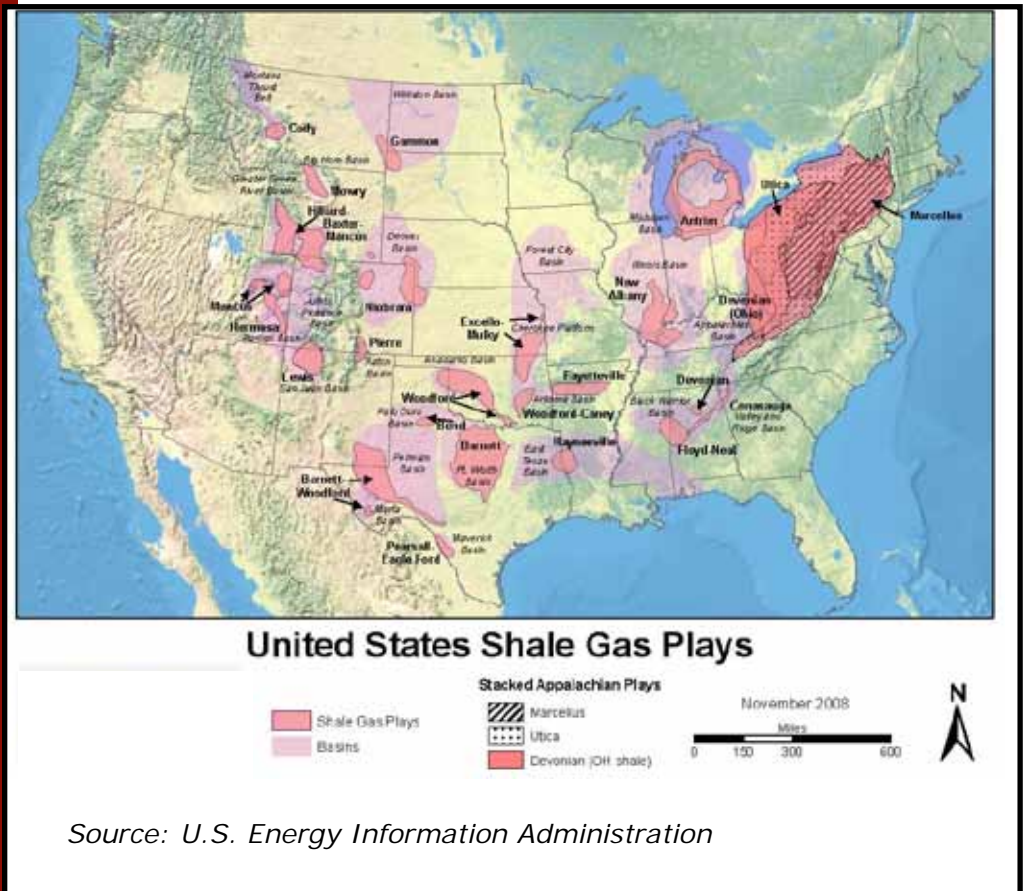 Montana
Thrust
Belt
Cody
Williston Basin
Gammon
Big Horn Basin
Mowry
Greater Green
River Basin
Hilliard-
Baxter-
Mancus
Denver
Basin
Niobrara
Mancus
Uinta
Piceance
Basin
Hermosa
Paradox Basin
Pierre
Raton
Basin
Lewis
San Juan Basin
Forest City
Basin
Excello-
Mulky
Cherokee Platform
Anadarko Basin
Woodford
Fayetteville
Arkoma Basin
Woodford-Caney
Palo Duro
Basin
Bend
Barnett
Ft. Worth
Basin
Permian
Basin
Barnett-
Woodford
Marfa
Basin
Pearsall-
Eagle Ford
Maverick
Basin
East
Texas
Basin
Haynesville
Michigan
Basin
Antrim
Illinois Basin
New
Albany
Utica
Marcellus
Devonian
(Ohio)
Appalachian
Basin
Devonian
Black Warrior
Basin
Conasauga
Valley and
Ridge Basin
Floyd-Neal
United States Shale Gas Plays
Shale Gas Plays
Basins
Stacked Appalachian Plays
Marcellus
Utica
Devonian (OH shale)
November 2008
Miles
0 150 300 600
N
Source: U.S. Energy Information Administration